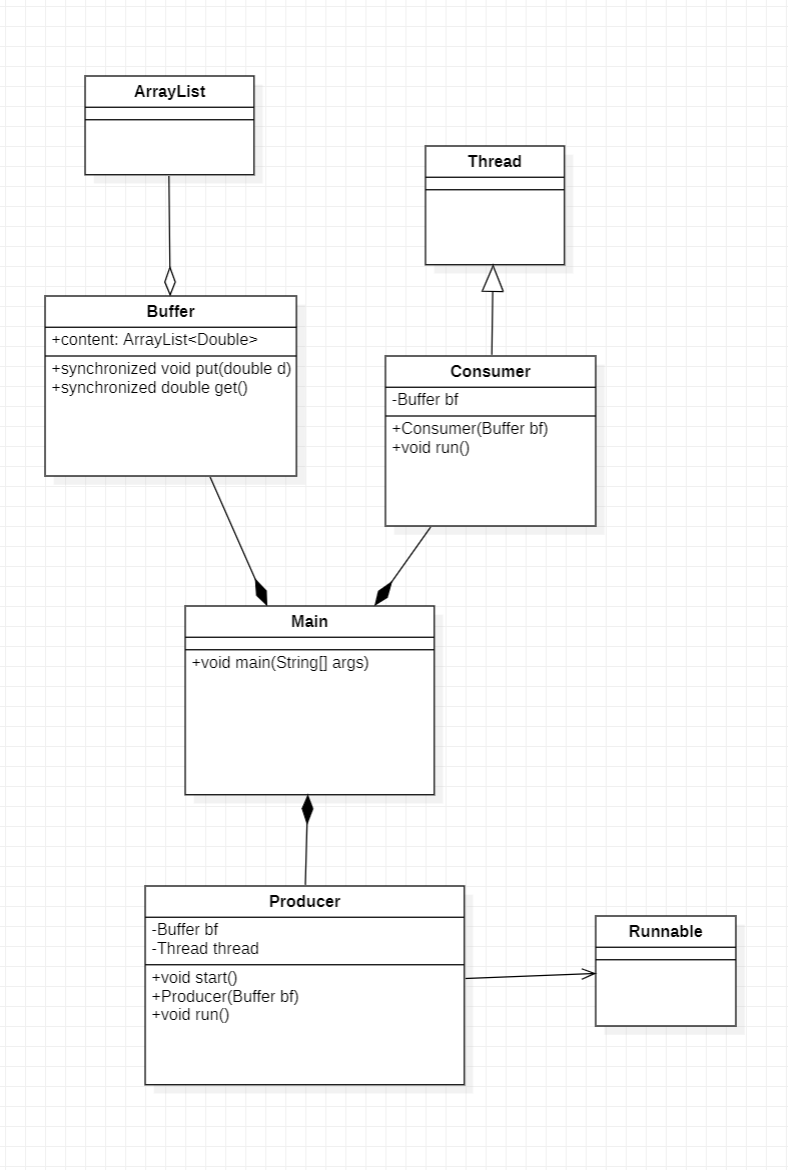 ArrayList
Thread
Buffer
+content: ArrayList<Double>
+synchronized void put(double d)
+synchronized double get()
Consumer
-Buffer bf
+Consumer(Buffer bf)
+void run()
Main
+void main(String[] args)
Producer
-Buffer bf
-Thread thread
+void start()
+Producer(Buffer bf)
+void run()
Runnable